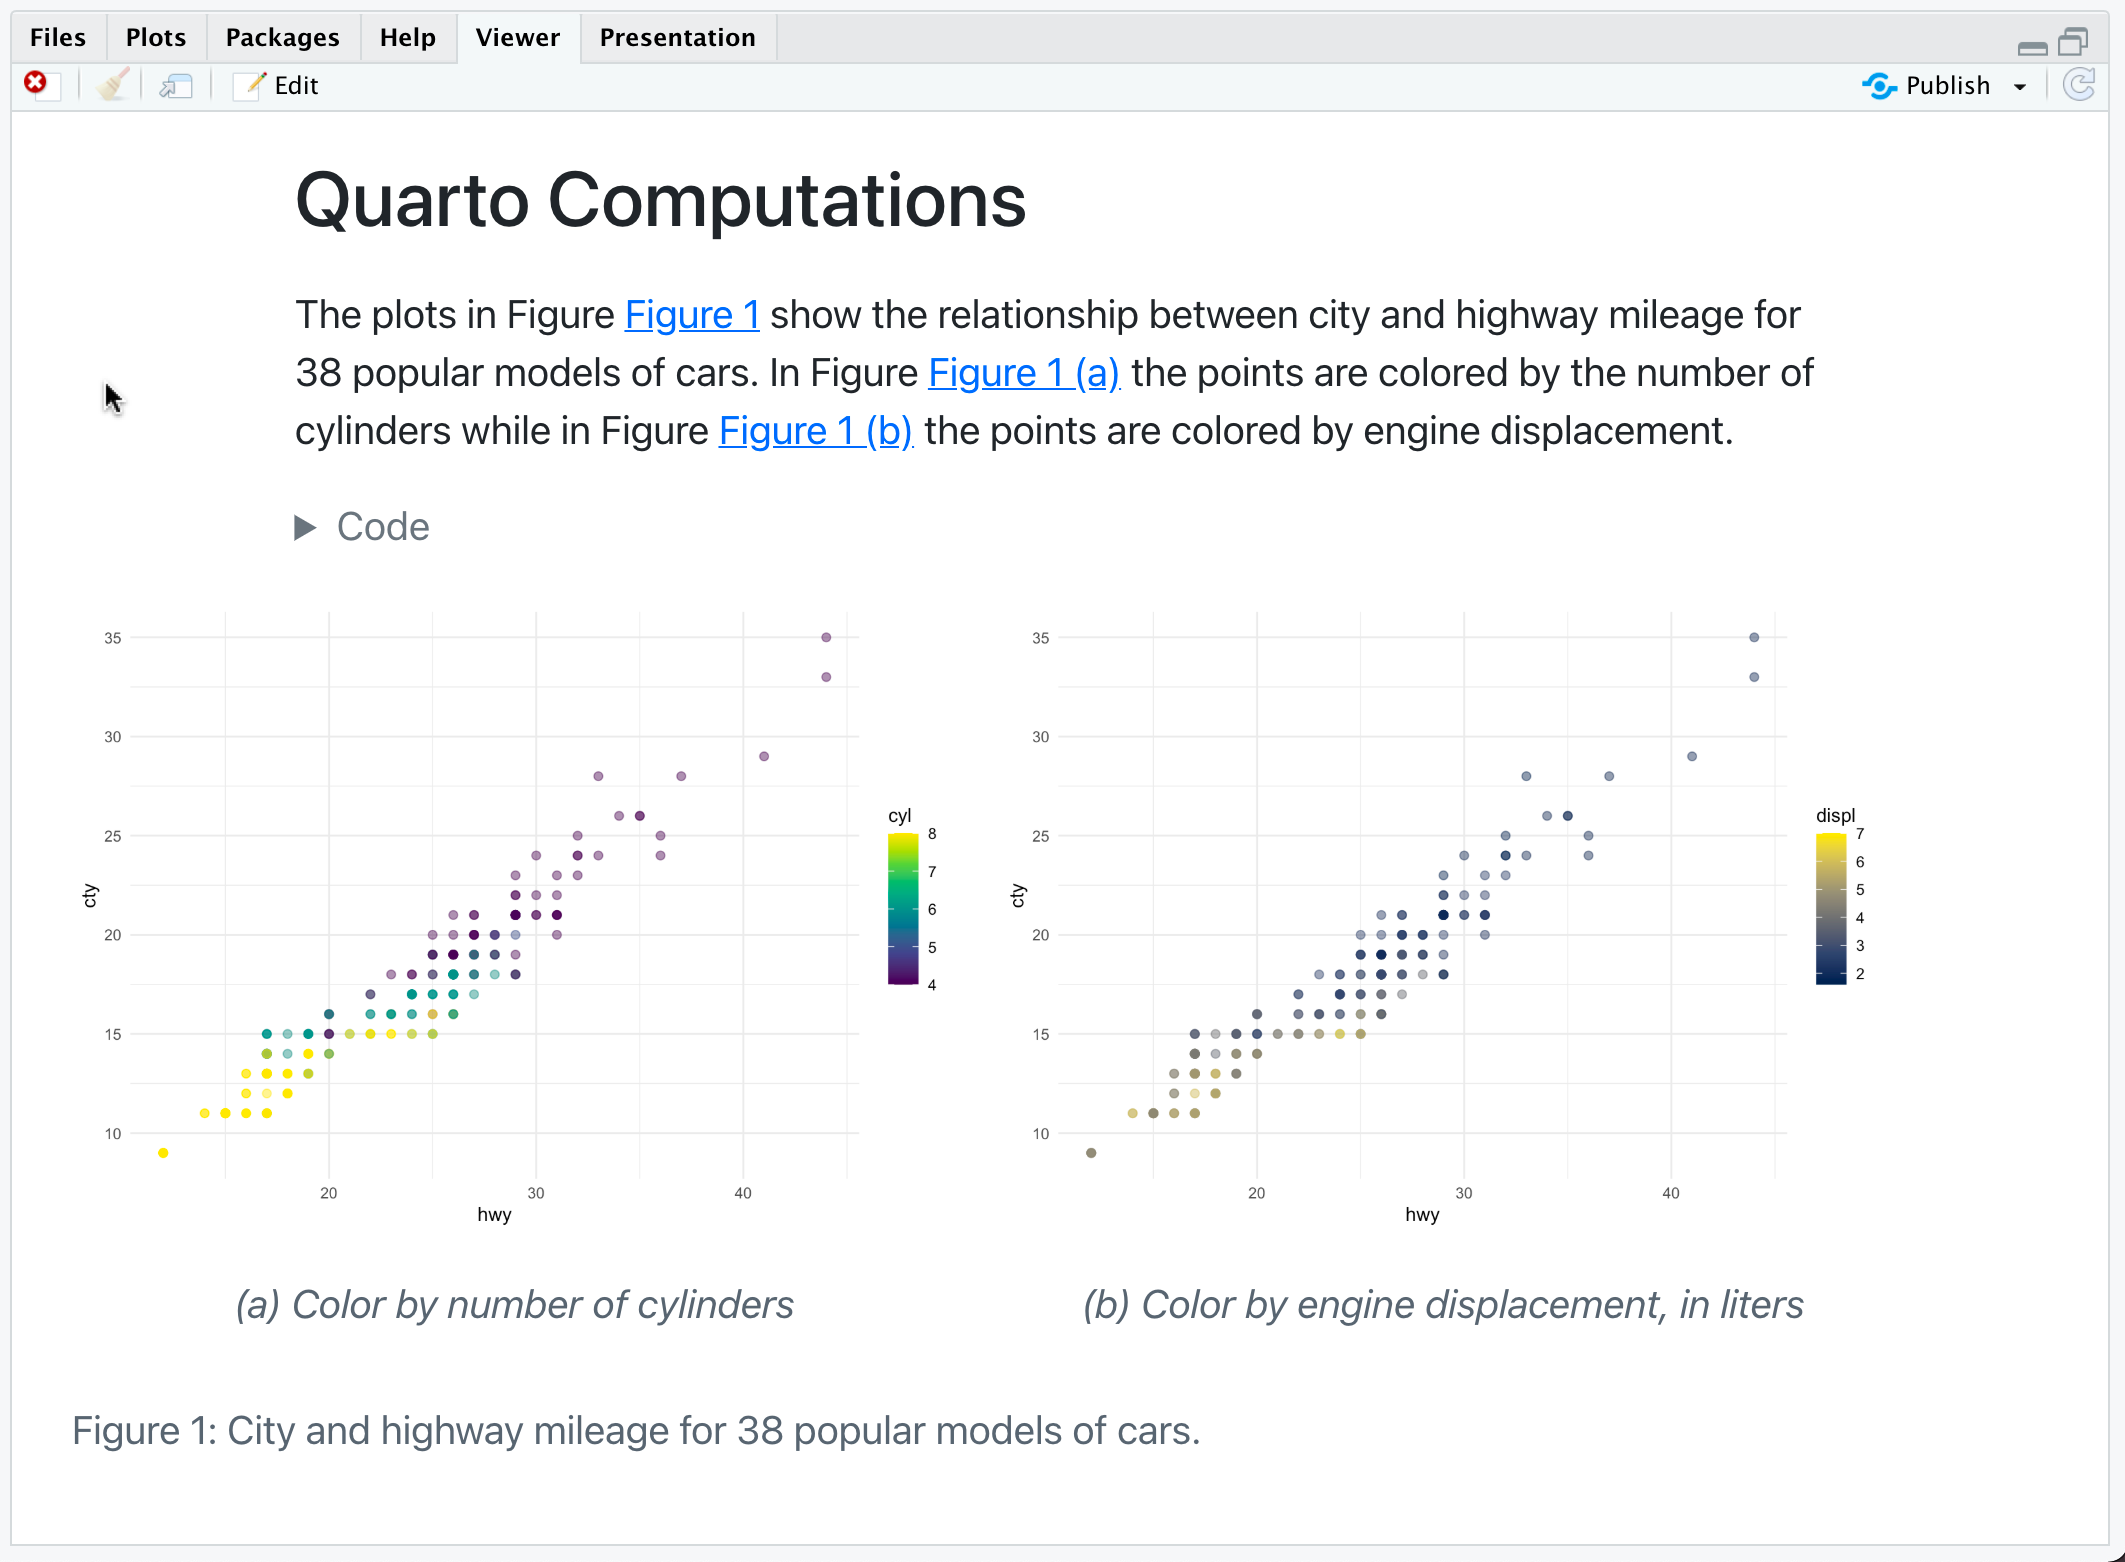 Files Plots Packages Help Viewer Presentation
Edit Publish
Quarto Computations
The plots in Figure Figure 1 show the relationship between city and highway mileage for
38 popular models of cars. In Figure Figure 1 (a) the points are colored by the number of
cylinders while in Figure Figure 1 (b) the points are colored by engine displacement.
Code
35
30
25
20
15
10
cty
20 30 40
hwy
cyl
8
7
6
5
4
(a) Color by number of cylinders
35
30
25
20
15
10
cty
20 30 40
hwy
displ
7
6
5
4
3
2
(b) Color by engine displacement, in liters
Figure 1: City and highway mileage for 38 popular models of cars.